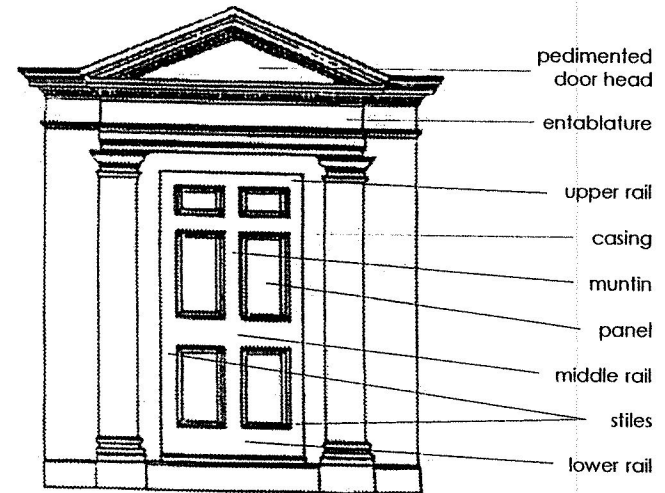 pedimented
door head
entablature
upper rail
casing
muntin
panel
middle rail
stiles
lower rail